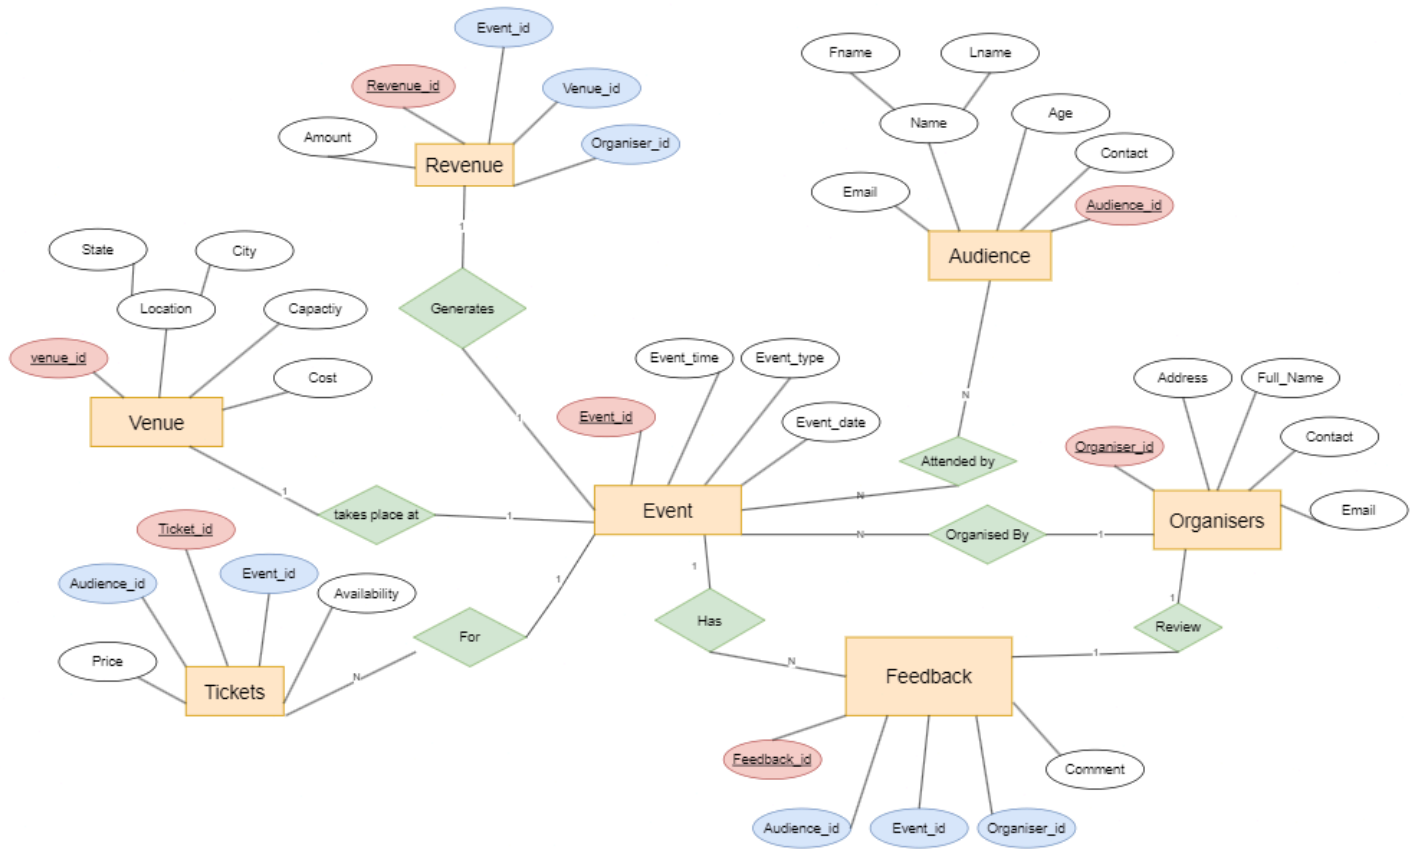 Event_id
Revenue_id
Venue_id
Amount
Organiser_id
Revenue
1
Generates
1
Fname
Lname
Name
Age
Contact
Email
Audience_id
Audience
N
Attended by
N
State
City
Location
Capactiy
venue_id
Cost
Venue
1
takes place at
1
Event_time
Event_type
Event_id
Event_date
Event
Address
Full_Name
Organiser_id
Contact
Email
Organisers
N
Organised By
1
Ticket_id
Audience_id
Event_id
Availability
Price
Tickets
N
For
1
1
Has
N
1
Review
1
Feedback
Feedback_id
Comment
Audience_id
Event_id
Organiser_id